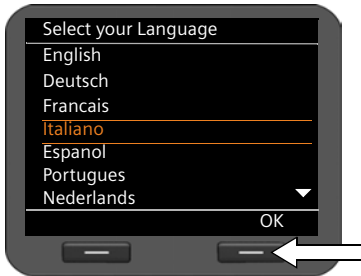 Select your Language
English
Deutsch
Francais
Italiano
Espanol
Portugues
Nederlands
OK